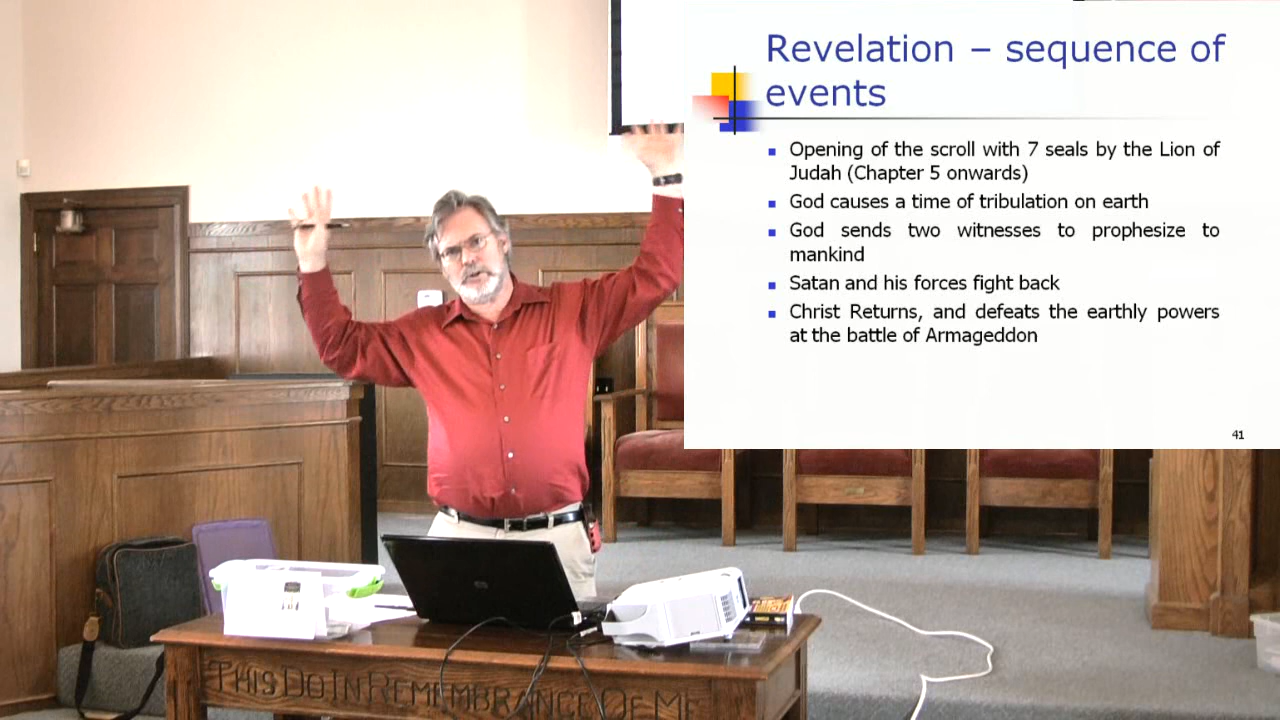 Revelation – sequence of
events
Opening of the scroll with 7 seals by the Lion of
Judah (Chapter 5 onwards)
God causes a time of tribulation on earth
God sends two witnesses to prophesize to
mankind
Satan and his forces fight back
Christ Returns, and defeats the earthly powers
at the battle of Armageddon
41
THIS DO IN REMEMBRANCE OF ME